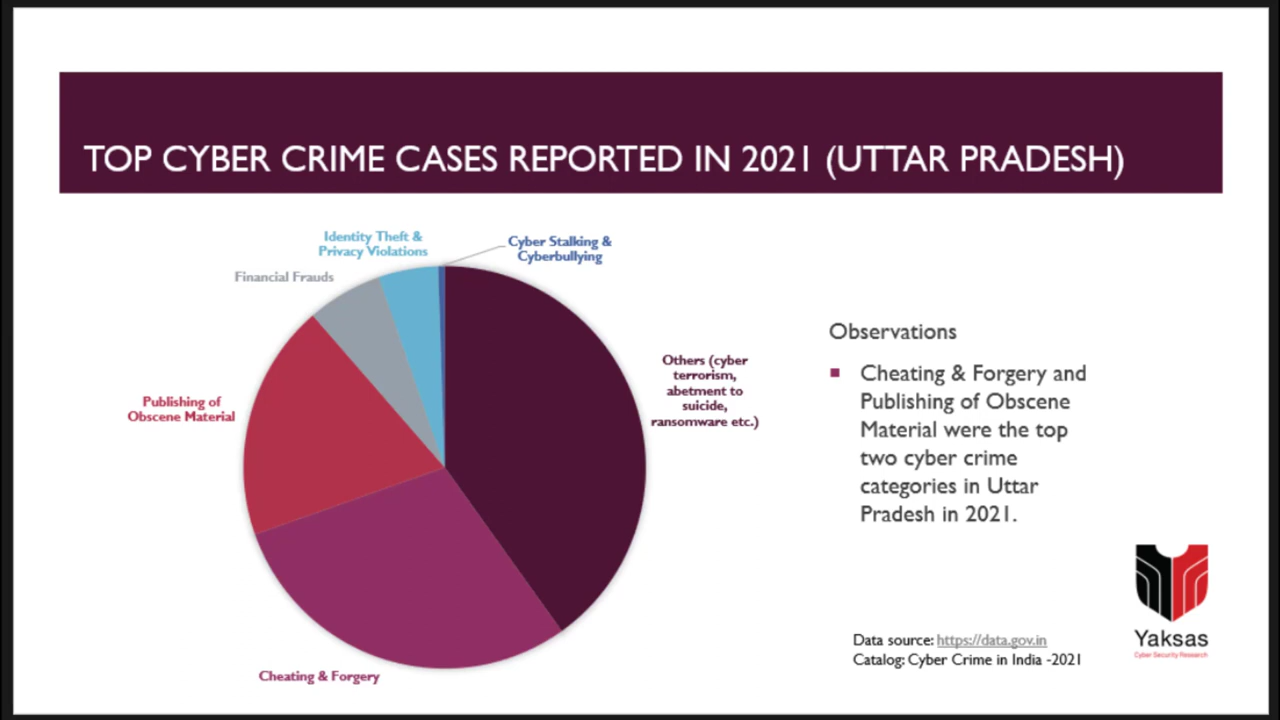 TOP CYBER CRIME CASES REPORTED IN 2021 (UTTAR PRADESH)
Identity Theft &
Privacy Violations
Cyber Stalking &
Cyberbullying
Financial Frauds
Others (cyber
terrorism,
abetment to
suicide,
ransomware etc.)
Publishing of
Obscene Material
Cheating & Forgery
Observations
Cheating & Forgery and
Publishing of Obscene
Material were the top
two cyber crime
categories in Uttar
Pradesh in 2021.
Data source: https://data.gov.in
Catalog: Cyber Crime in India -2021
Yaksas
Cyber Security Research